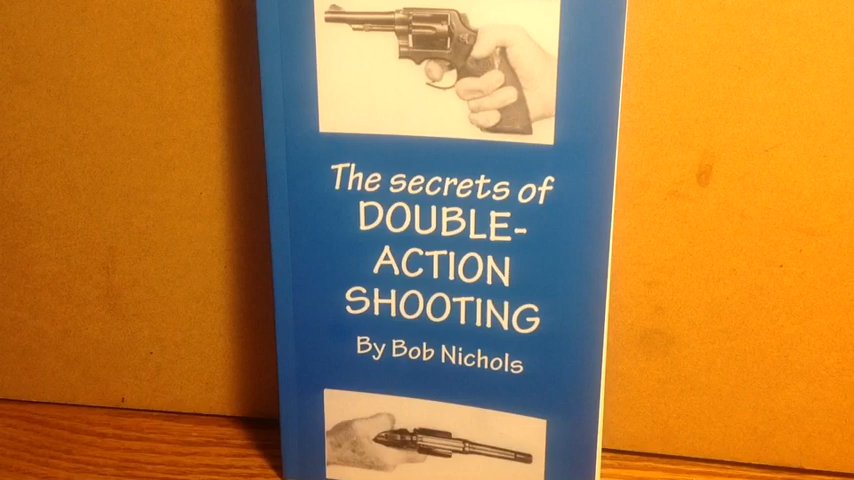 The secrets of
DOUBLE-
ACTION
SHOOTING
By Bob Nichols